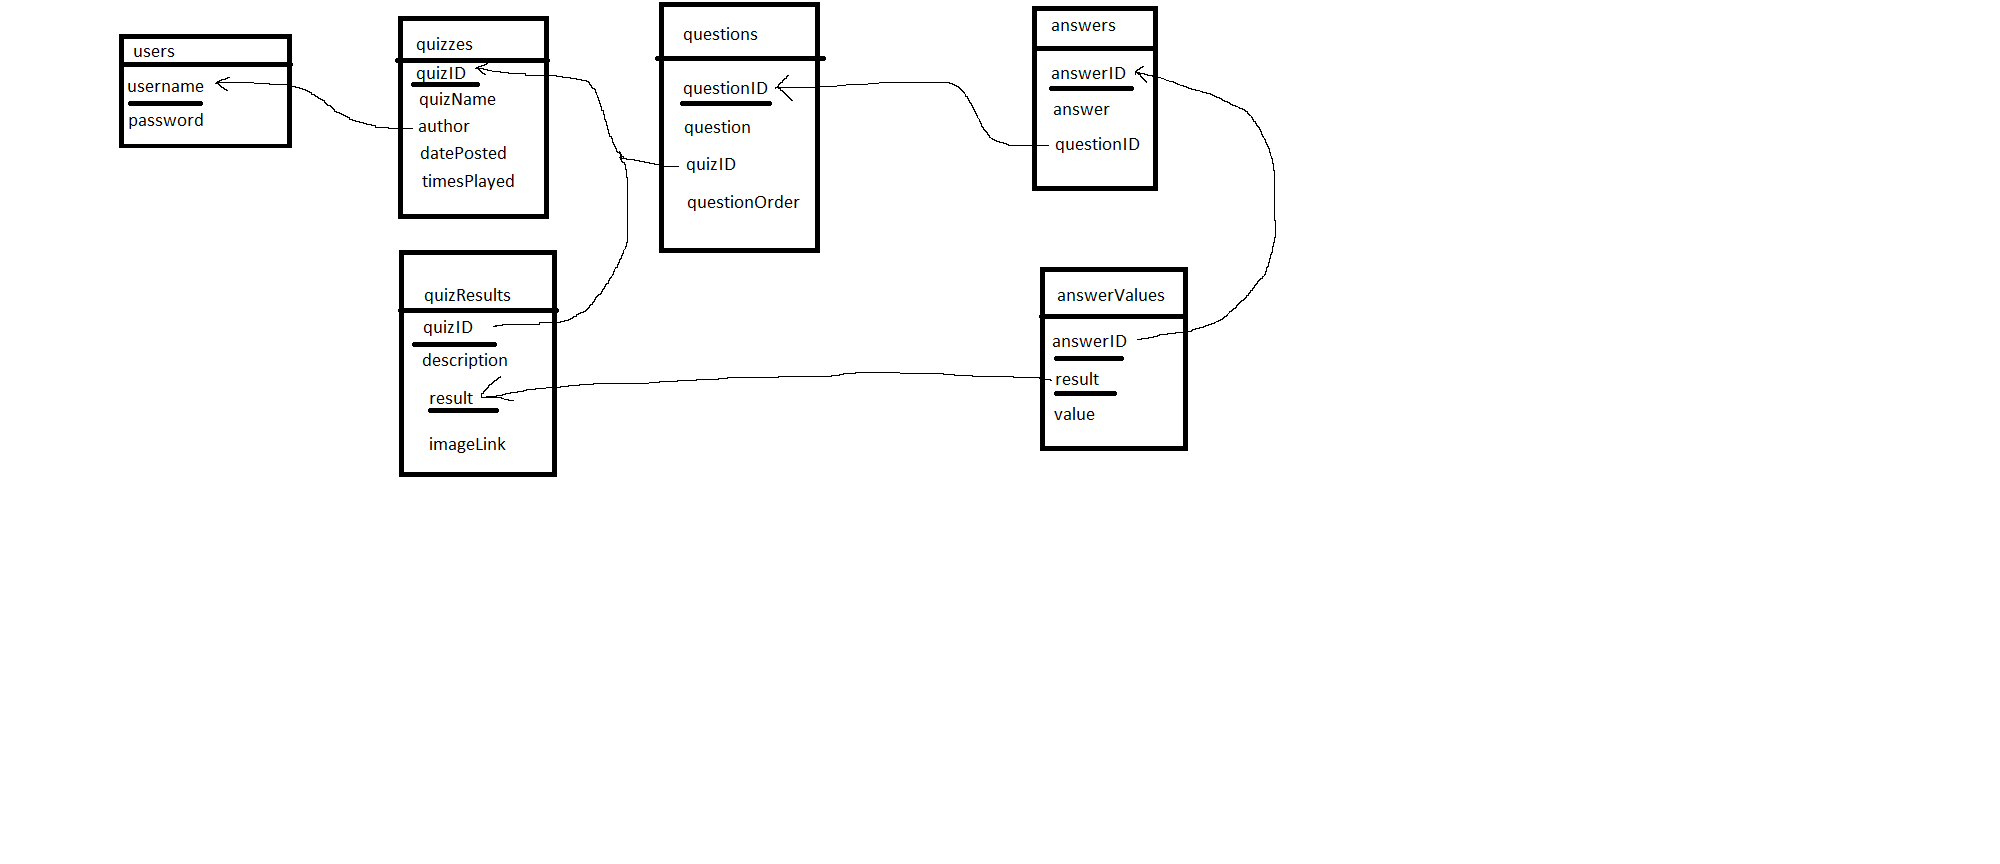 users
username
password
quizzes
quizID
quizName
author
datePosted
timesPlayed
questions
questionID
question
quizID
questionOrder
answers
answerID
answer
questionID
quizResults
quizID
description
result
imageLink
answerValues
answerID
result
value